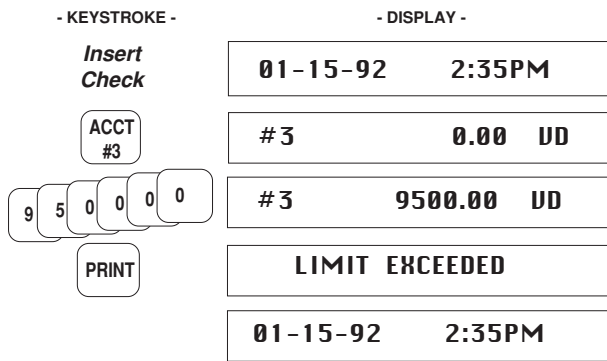 - KEYSTROKE - - DISPLAY -
Insert
Check
01-15-92 2:35PM
ACCT
#3
#3 0.00 VD
9 5 0 0 0 0
#3 9500.00 VD
PRINT
LIMIT EXCEEDED
01-15-92 2:35PM